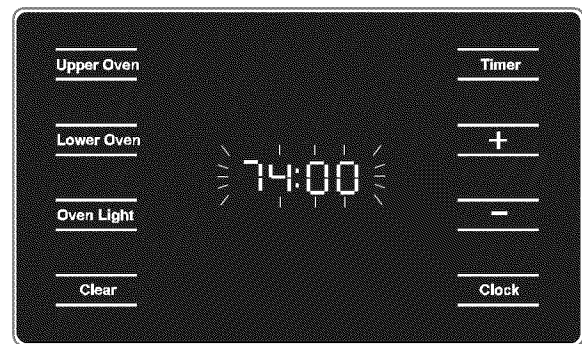 Upper Oven
Timer
Lower Oven
+
74:00
Oven Light
-
Clear
Clock